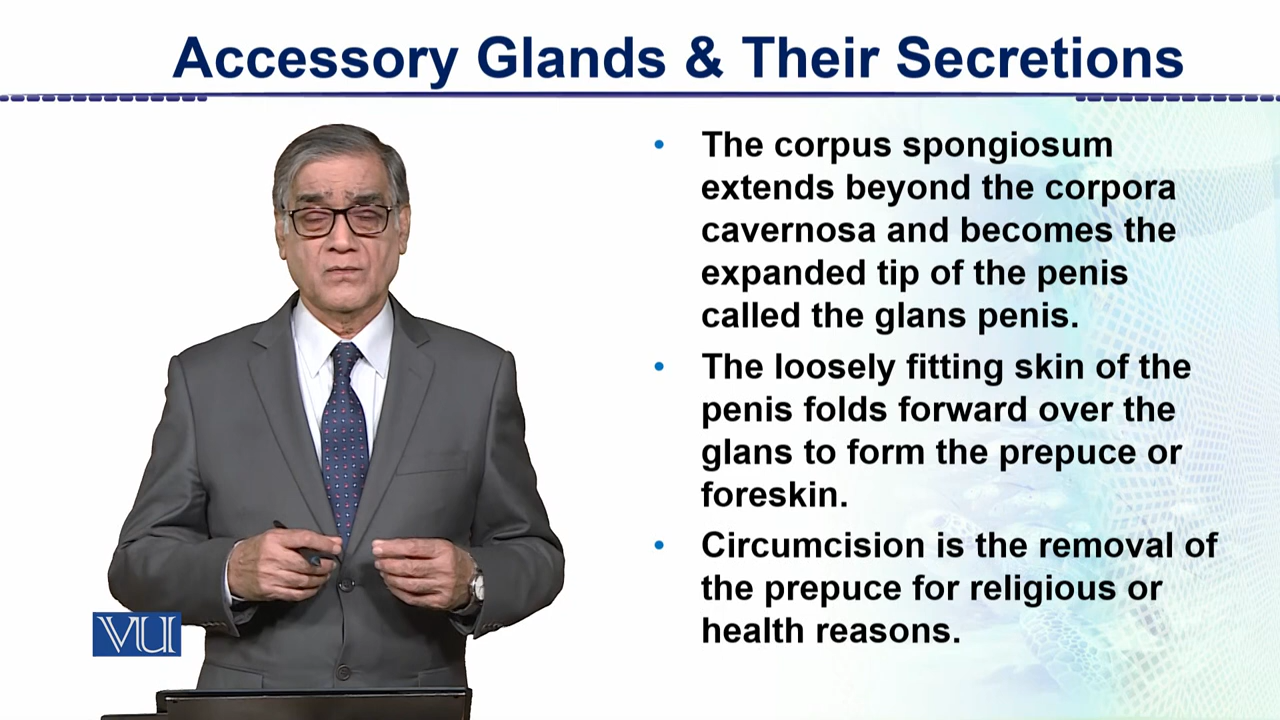 Accessory Glands & Their Secretions
• The corpus spongiosum
extends beyond the corpora
cavernosa and becomes the
expanded tip of the penis
called the glans penis.
• The loosely fitting skin of the
penis folds forward over the
glans to form the prepuce or
foreskin.
• Circumcision is the removal of
the prepuce for religious or
health reasons.
VU